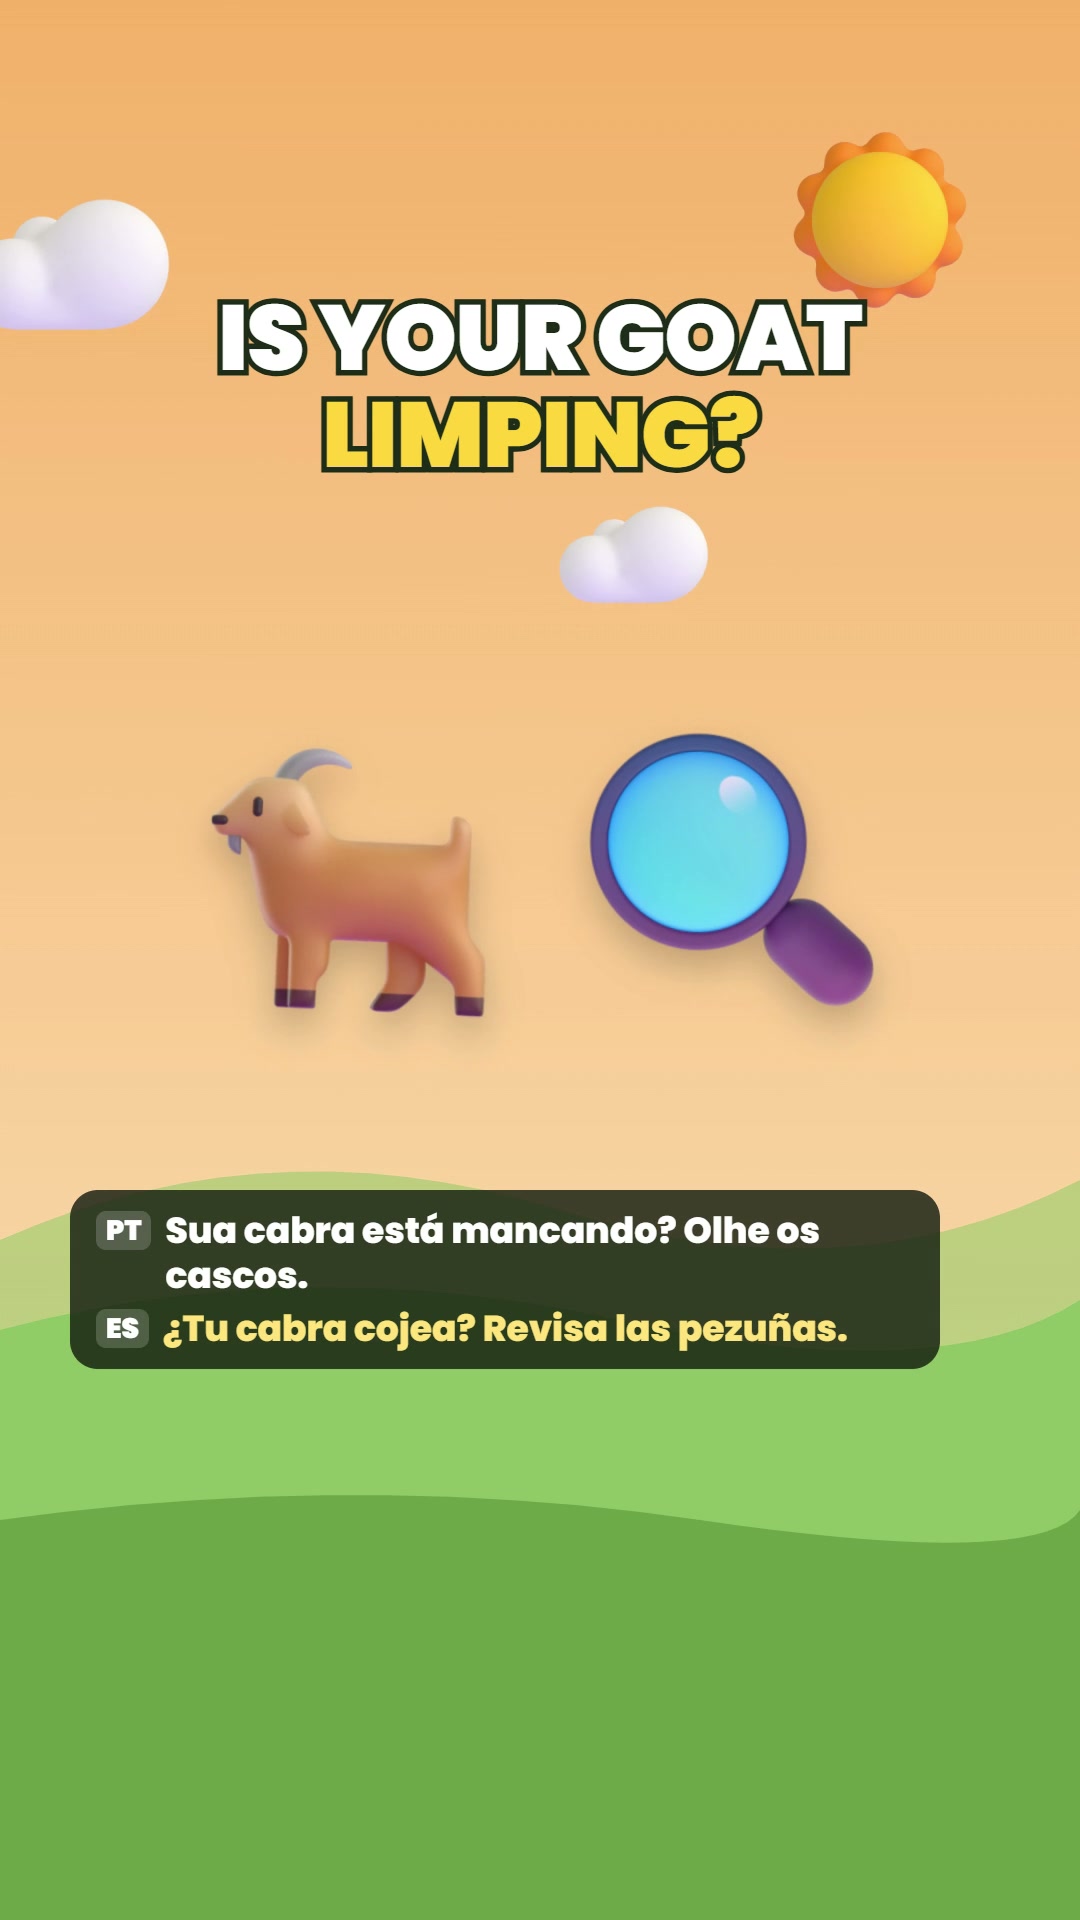 IS YOUR GOAT
LIMPING?
PT Sua cabra está mancando? Olhe os
cascos.
ES ¿Tu cabra cojea? Revisa las pezuñas.